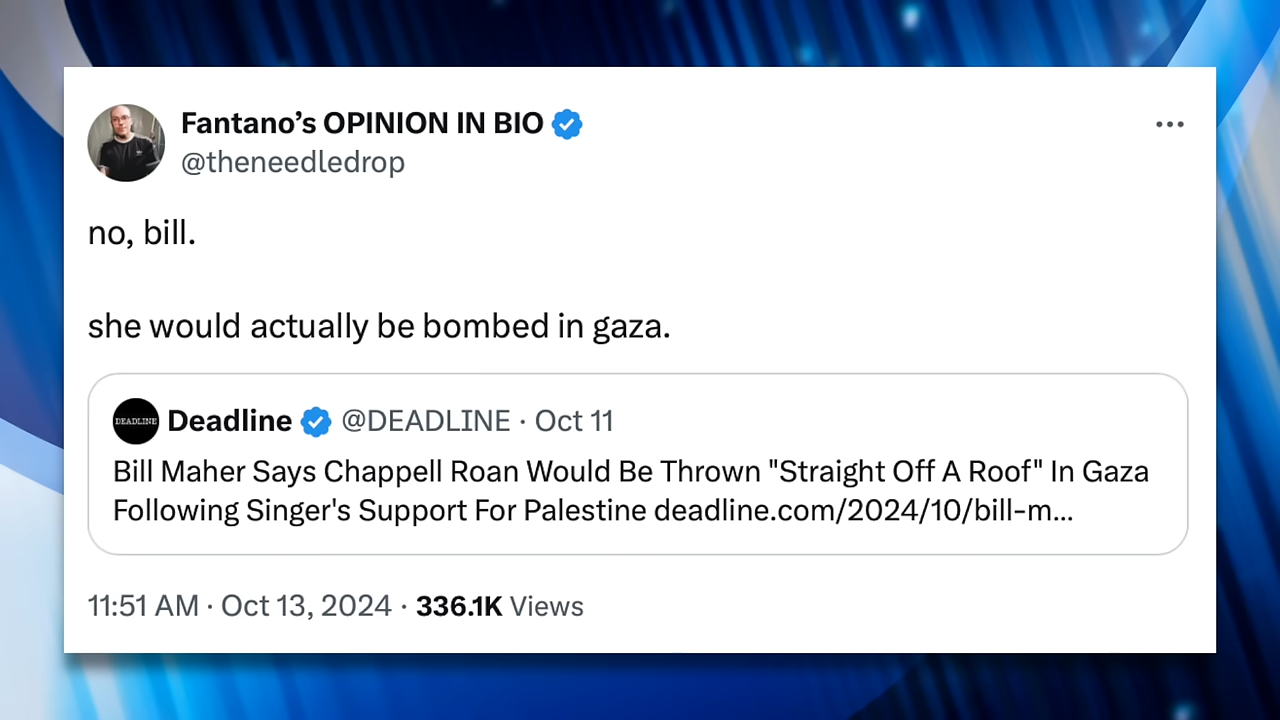 Fantano’s OPINION IN BIO
@theneedledrop
no, bill.
she would actually be bombed in gaza.
DEADLINE
Deadline @DEADLINE · Oct 11
Bill Maher Says Chappell Roan Would Be Thrown "Straight Off A Roof" In Gaza
Following Singer's Support For Palestine deadline.com/2024/10/bill-m...
11:51 AM · Oct 13, 2024 · 336.1K Views